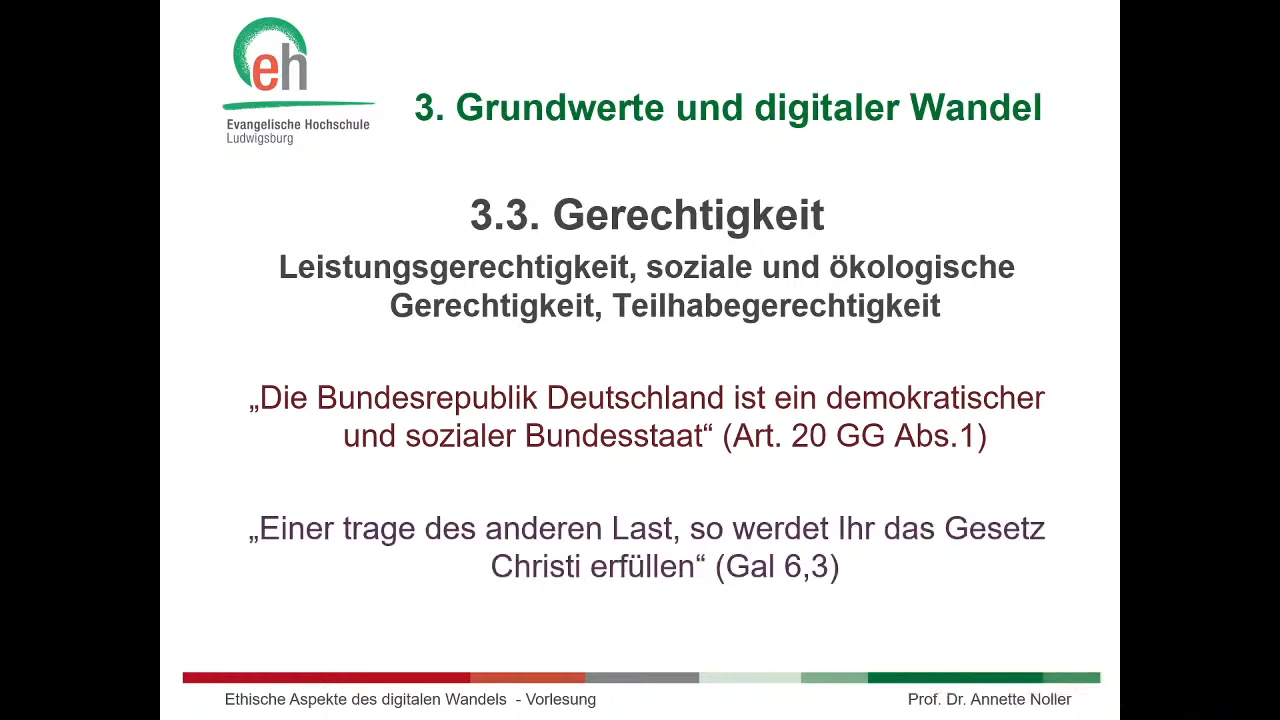 eh
Evangelische Hochschule
Ludwigsburg
3. Grundwerte und digitaler Wandel
3.3. Gerechtigkeit
Leistungsgerechtigkeit, soziale und ökologische
Gerechtigkeit, Teilhabegerechtigkeit
„Die Bundesrepublik Deutschland ist ein demokratischer
und sozialer Bundesstaat“ (Art. 20 GG Abs.1)
„Einer trage des anderen Last, so werdet Ihr das Gesetz
Christi erfüllen“ (Gal 6,3)
Ethische Aspekte des digitalen Wandels - Vorlesung
Prof. Dr. Annette Noller